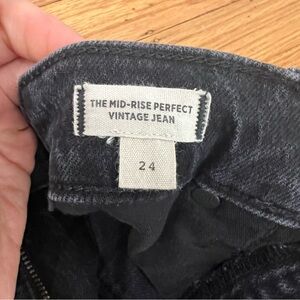 THE MID-RISE PERFECT
VINTAGE JEAN
24